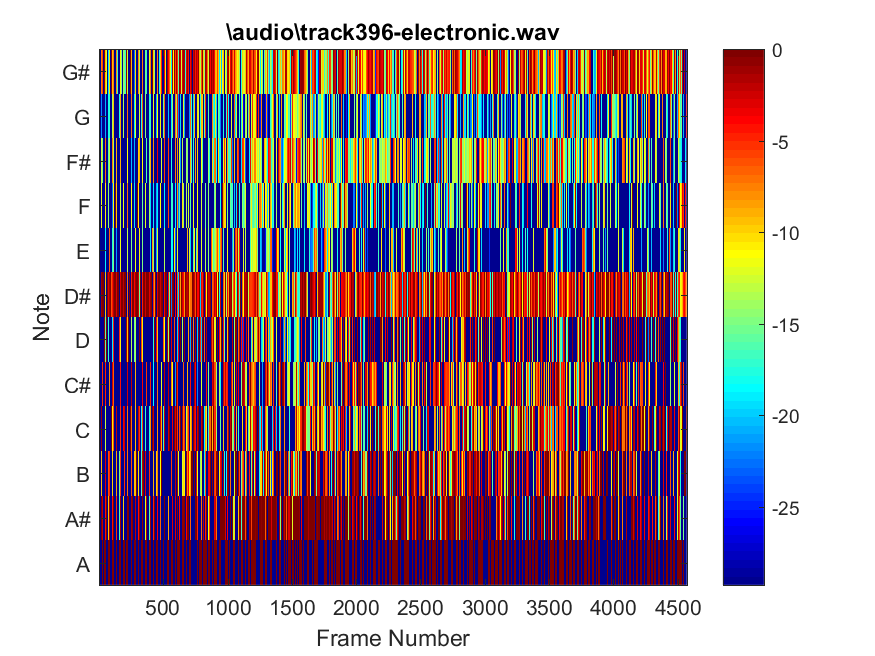 \audio\track396-electronic.wav
G#
G
F#
F
E
D#
D
C#
C
B
A#
A
Note
500 1000 1500 2000 2500 3000 3500 4000 4500
Frame Number
0
-5
-10
-15
-20
-25